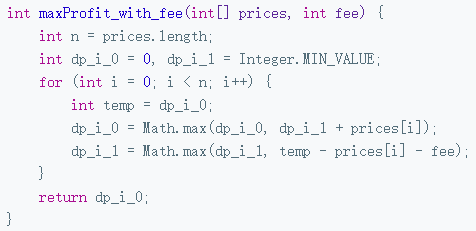 int maxProfit_with_fee(int[] prices, int fee) {
    int n = prices.length;
    int dp_i_0 = 0, dp_i_1 = Integer.MIN_VALUE;
    for (int i = 0; i < n; i++) {
        int temp = dp_i_0;
        dp_i_0 = Math.max(dp_i_0, dp_i_1 + prices[i]);
        dp_i_1 = Math.max(dp_i_1, temp - prices[i] - fee);
    }
    return dp_i_0;
}